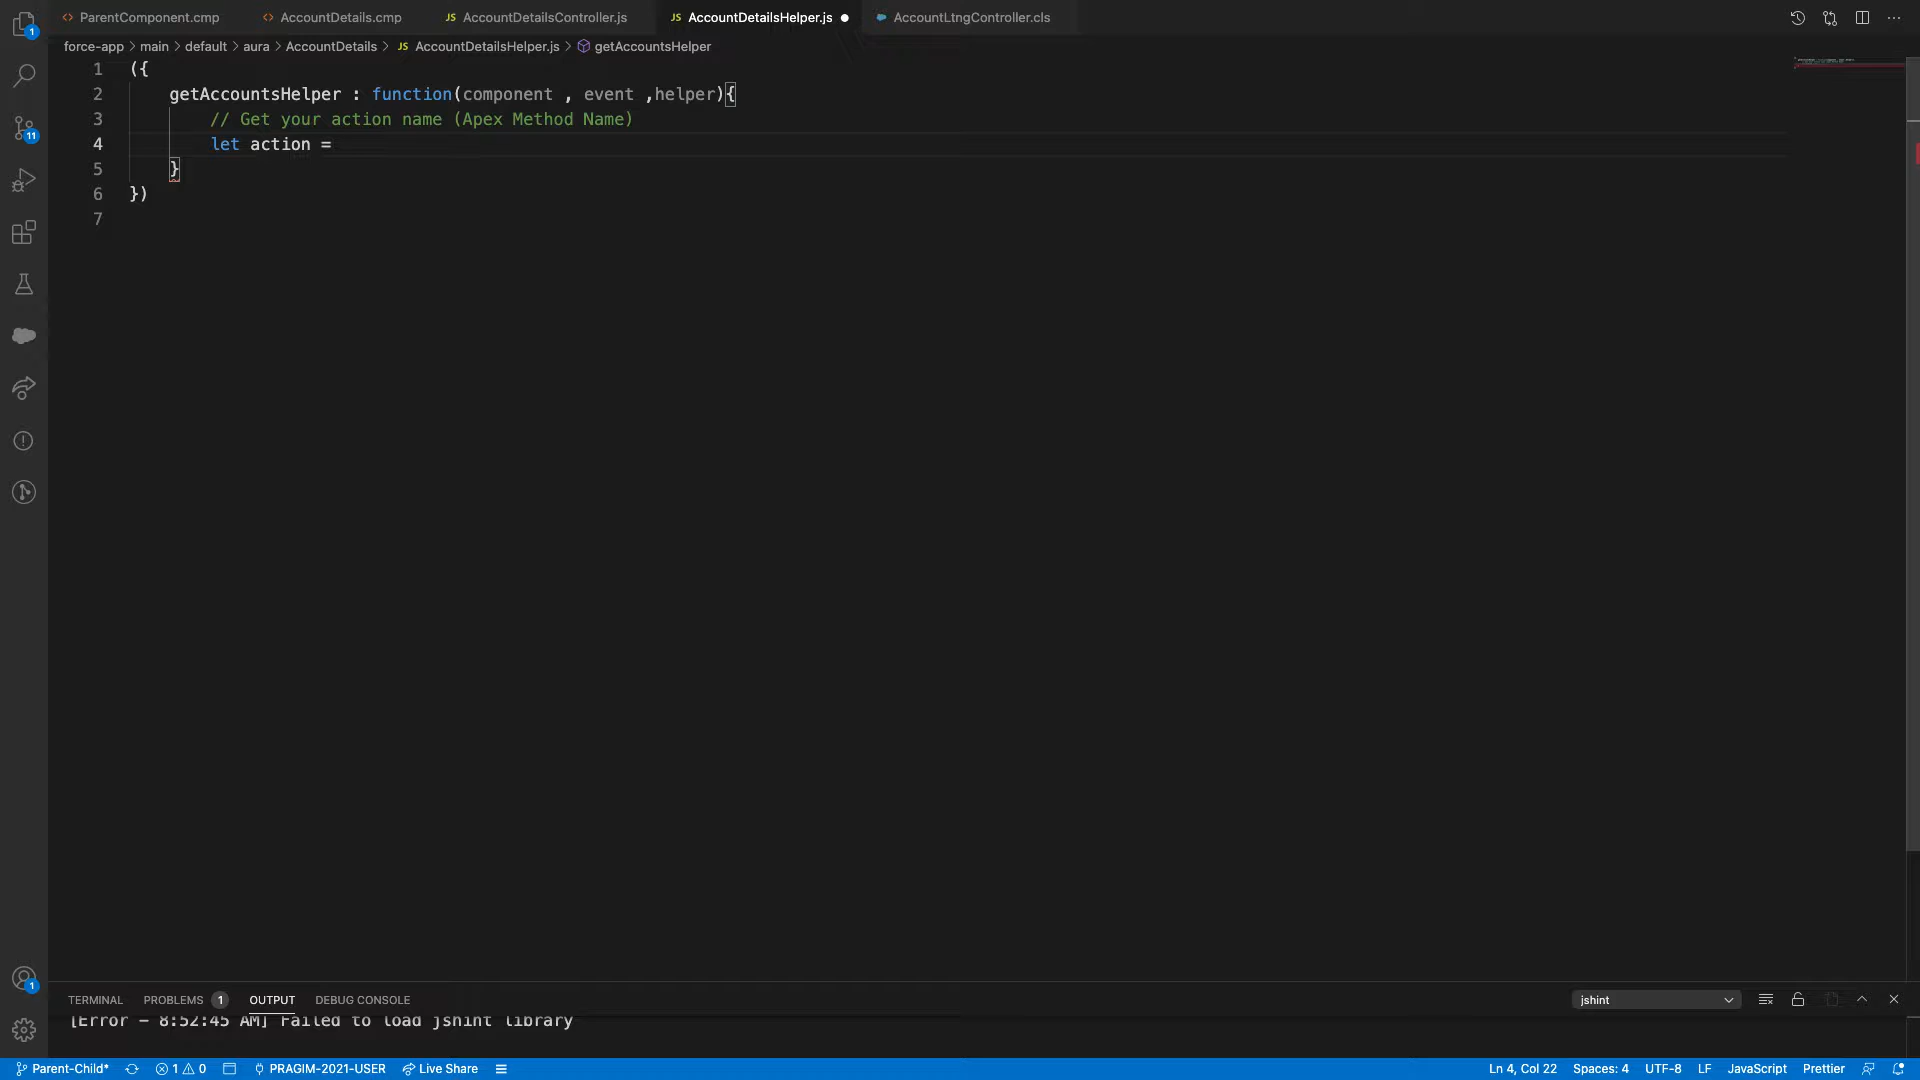 ParentComponent.cmp AccountDetails.cmp JS AccountDetailsController.js JS AccountDetailsHelper.js AccountLtngController.cls
force-app > main > default > aura > AccountDetails > JS AccountDetailsHelper.js > getAccountsHelper
1 ({
2 getAccountsHelper : function(component , event ,helper){
3 // Get your action name (Apex Method Name)
4 let action =
5 }
6 })
7
1
11
1
TERMINAL PROBLEMS 1 OUTPUT DEBUG CONSOLE jshint
[Error - 8:52:45 AM] Failed to load jshint library
Parent-Child* 1 0 PRAGIM-2021-USER Live Share Ln 4, Col 22 Spaces: 4 UTF-8 LF JavaScript Prettier